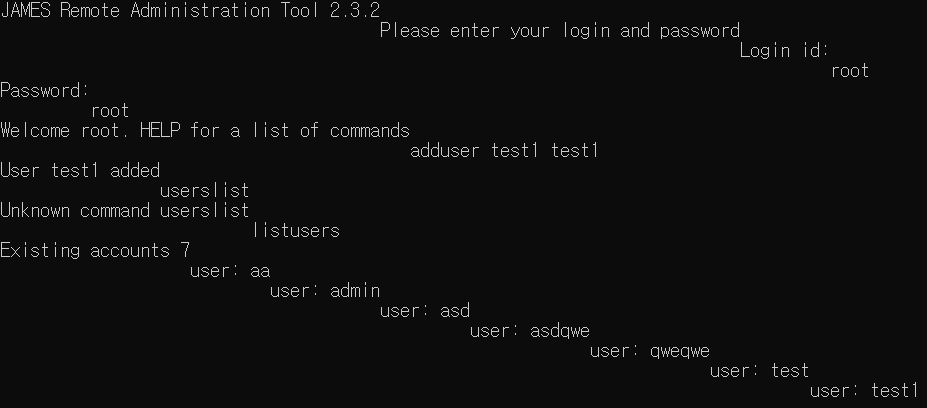 JAMES Remote Administration Tool 2.3.2
Please enter your login and password
Login id:
root
Password:
root
Welcome root. HELP for a list of commands
adduser test1 test1
User test1 added
userslist
Unknown command userslist
listusers
Existing accounts 7
user: aa
user: admin
user: asd
user: asdqwe
user: qweqwe
user: test
user: test1